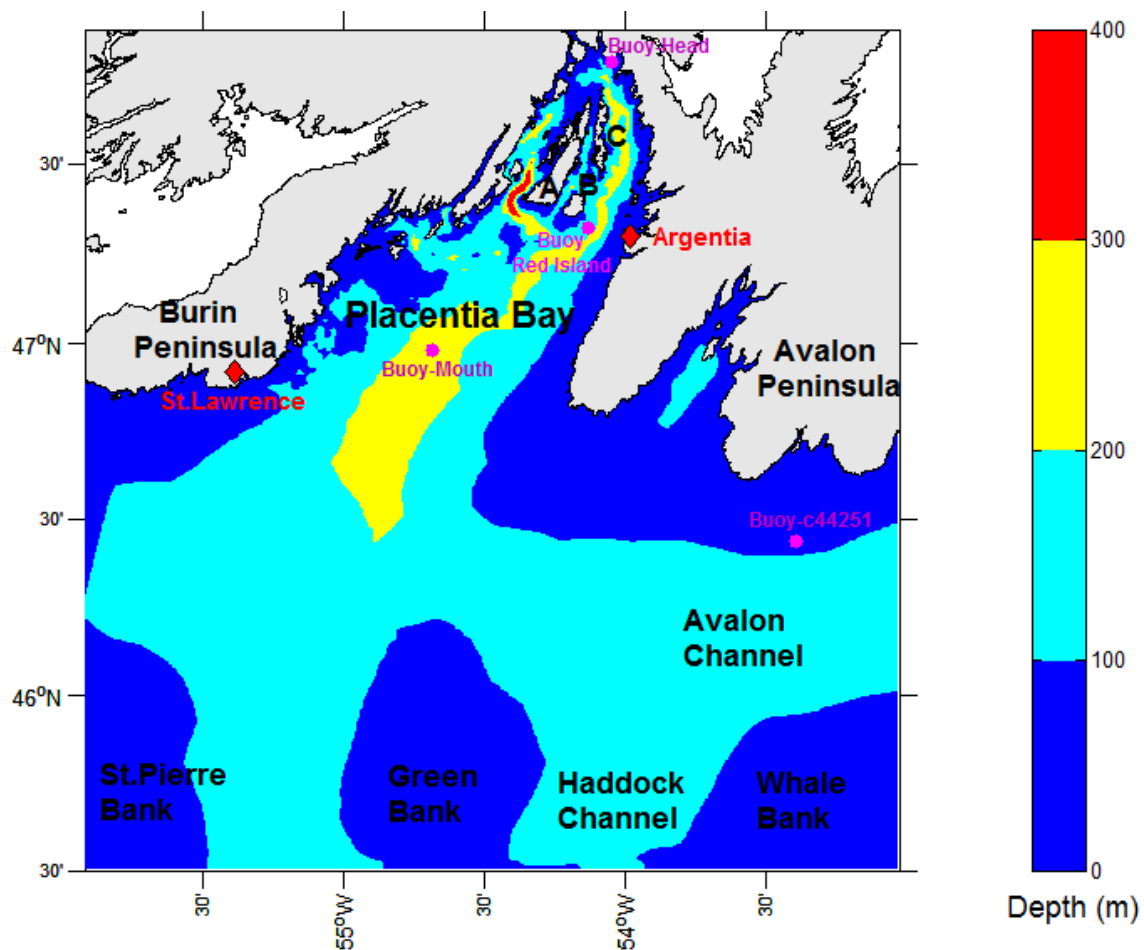 Buoy-Head
C
A
B
Buoy
Red Island
Argentia
Placentia Bay
Burin
Peninsula
Buoy-Mouth
St.Lawrence
Avalon
Peninsula
Buoy-c44251
Avalon
Channel
St.Pierre
Bank
Green
Bank
Haddock
Channel
Whale
Bank
30'
47°N
30'
46°N
30'
30'
55°W
30'
54°W
30'
400
300
200
100
0
Depth (m)